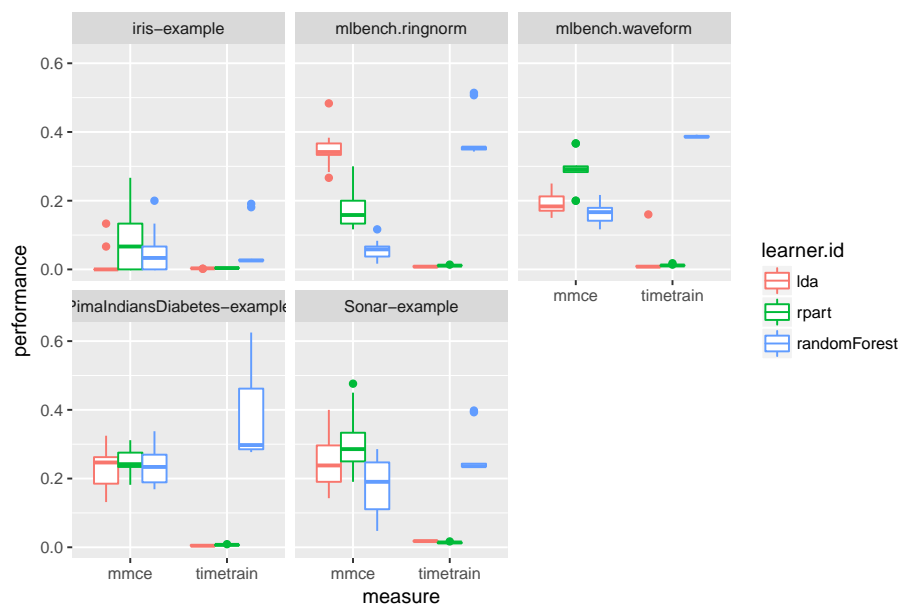 iris-example
mlbench.ringnorm
mlbench.waveform
0.6
0.4
0.2
0.0
mmce
timetrain
PimaIndiansDiabetes-example
Sonar-example
0.6
0.4
0.2
0.0
mmce
timetrain
mmce
timetrain
measure
performance
learner.id
lda
rpart
randomForest